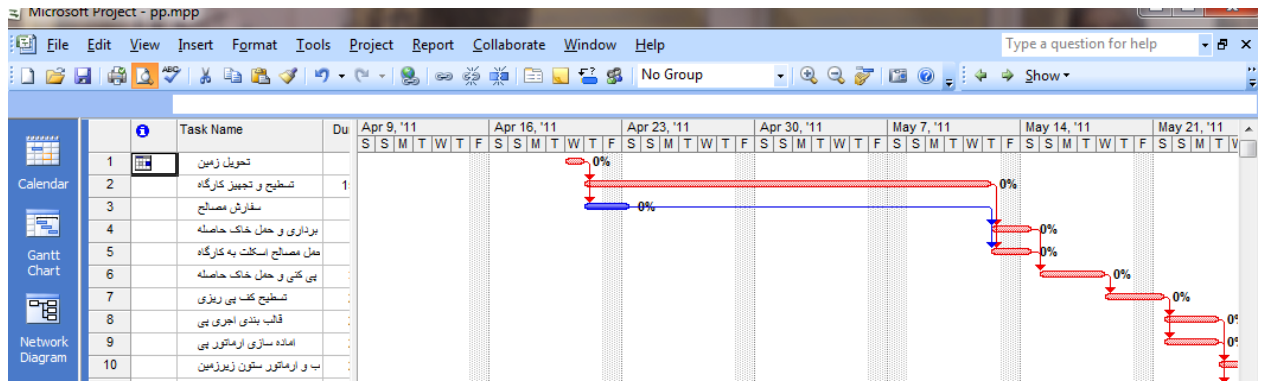 Microsoft Project - pp.mpp
File Edit View Insert Format Tools Project Report Collaborate Window Help Type a question for help
No Group Show
Task Name Du Apr 9, '11 Apr 16, '11 Apr 23, '11 Apr 30, '11 May 7, '11 May 14, '11 May 21, '11
S S M T W T F S S M T W T F S S M T W T F S S M T W T F S S M T W T F S S M T W T F S S M T
1 تحویل زمین 0%
Calendar 2 تسطیح و تجهیز کارگاه 1 0%
3 سفارش مصالح 0%
4 برداری و حمل خاک حاصله 0%
Gantt Chart 5 حمل مصالح اسکلت به کارگاه 0%
6 پی کنی و حمل خاک حاصله 0%
7 تسطیح کف پی ریزی 0%
8 قالب بندی اجری پی
Network Diagram 9 اماده سازی ارماتور پی
10 ب و ارماتور ستون زیرزمین